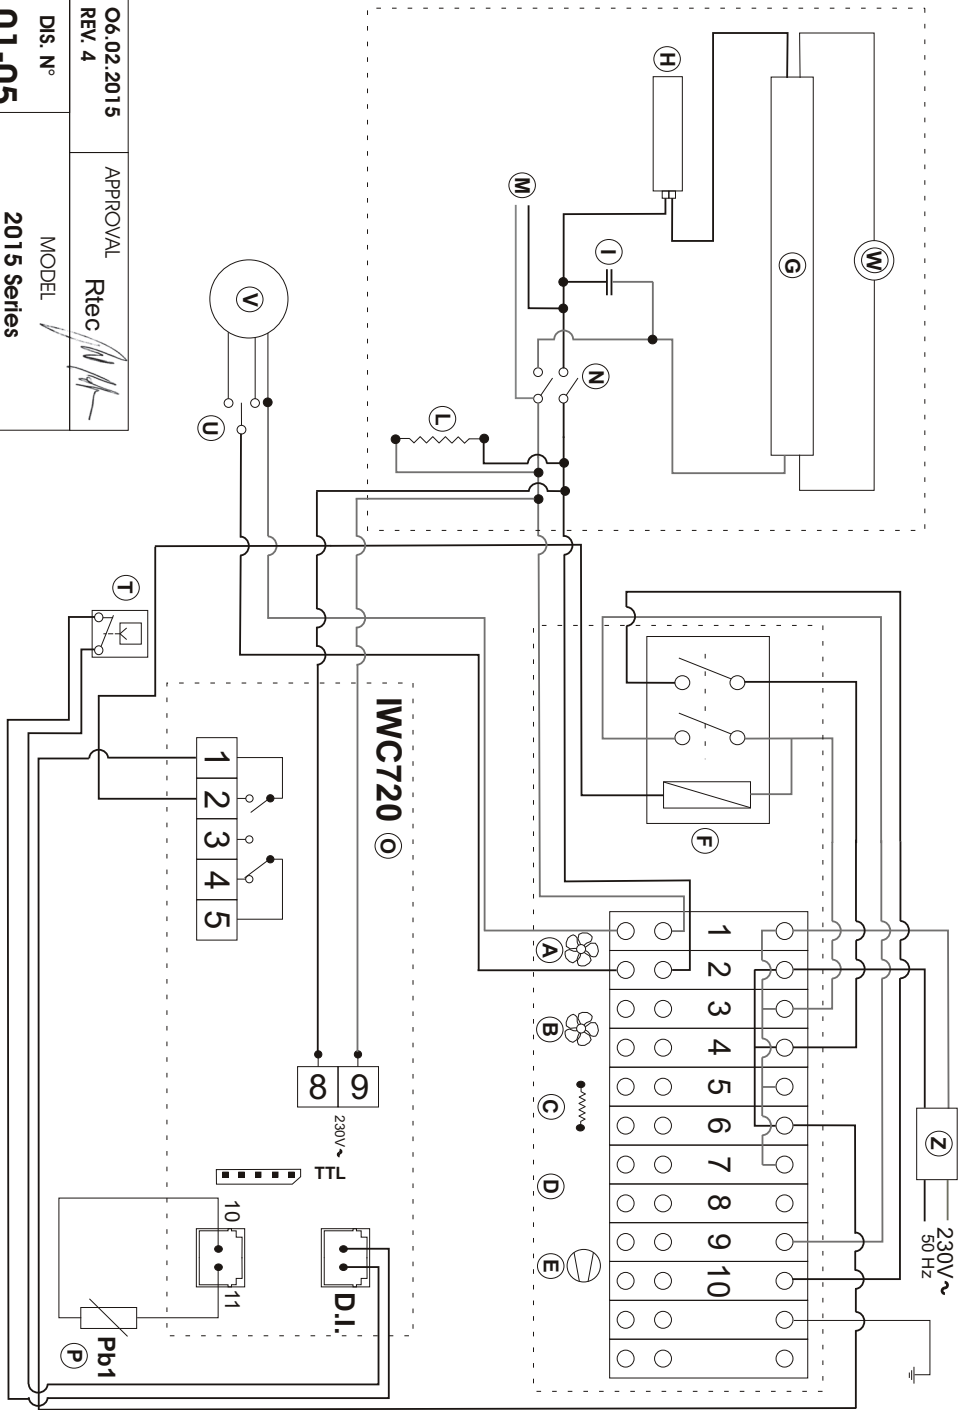 230V~
50 Hz
Z
W
G
H
I
M
N
L
F
1
2
3
4
5
6
7
8
9
10
A
B
C
D
E
IWC720
O
V
U
T
1
2
3
4
5
8
9
230V~
TTL
D.I.
10
11
Pb1
P
06.02.2015
REV. 4
APPROVAL
Rtec
DIS. N°
01-05
MODEL
2015 Series